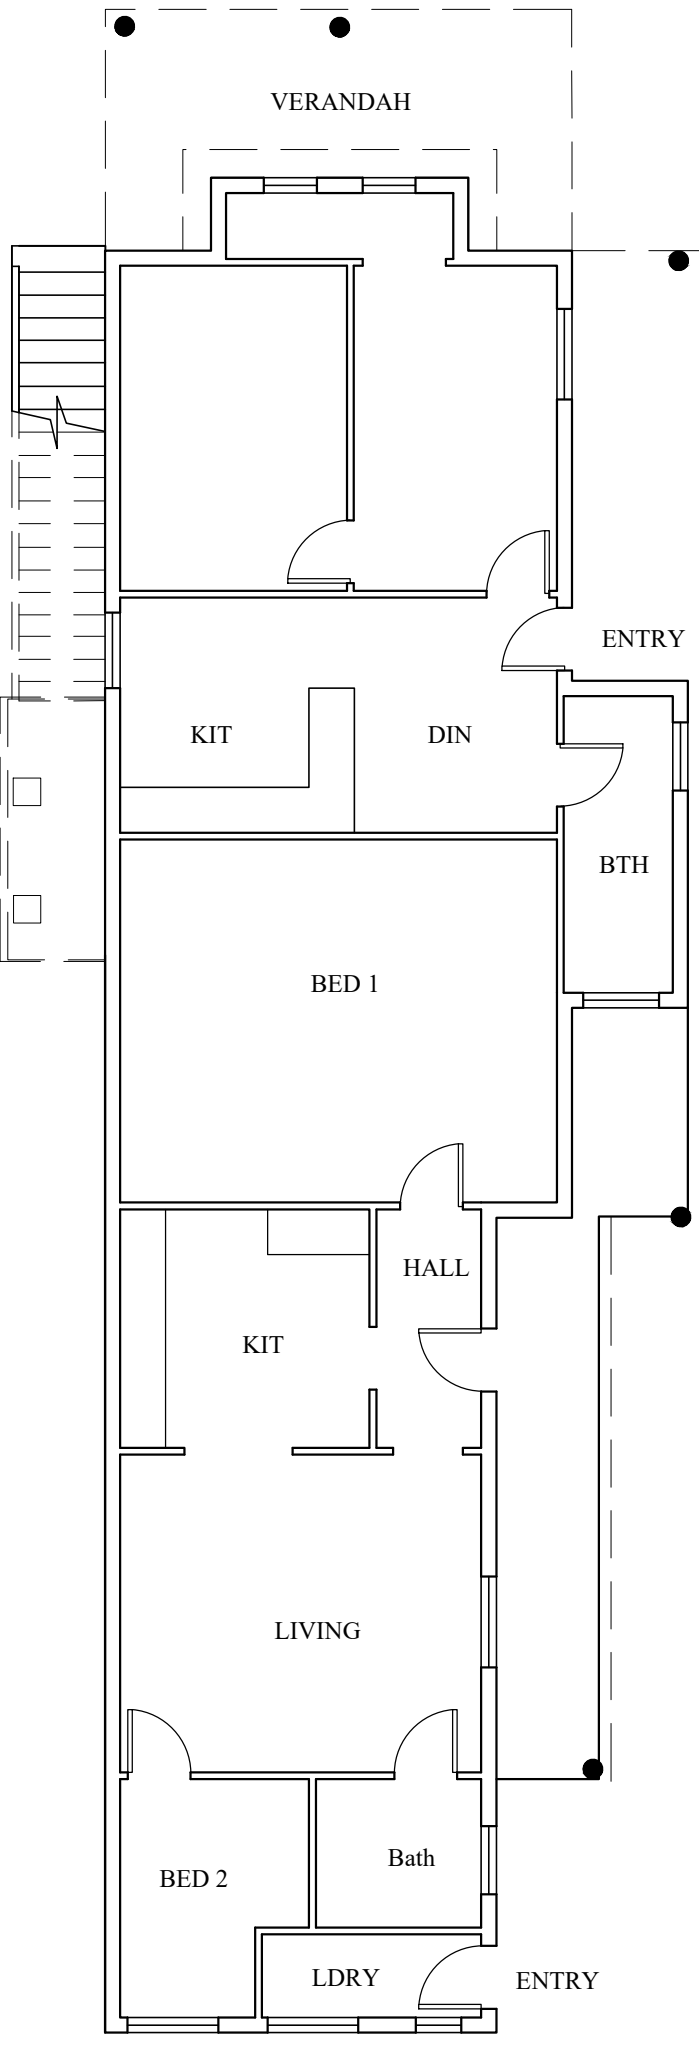 VERANDAH
ENTRY
KIT
DIN
BTH
BED 1
HALL
KIT
LIVING
Bath
BED 2
LDRY
ENTRY